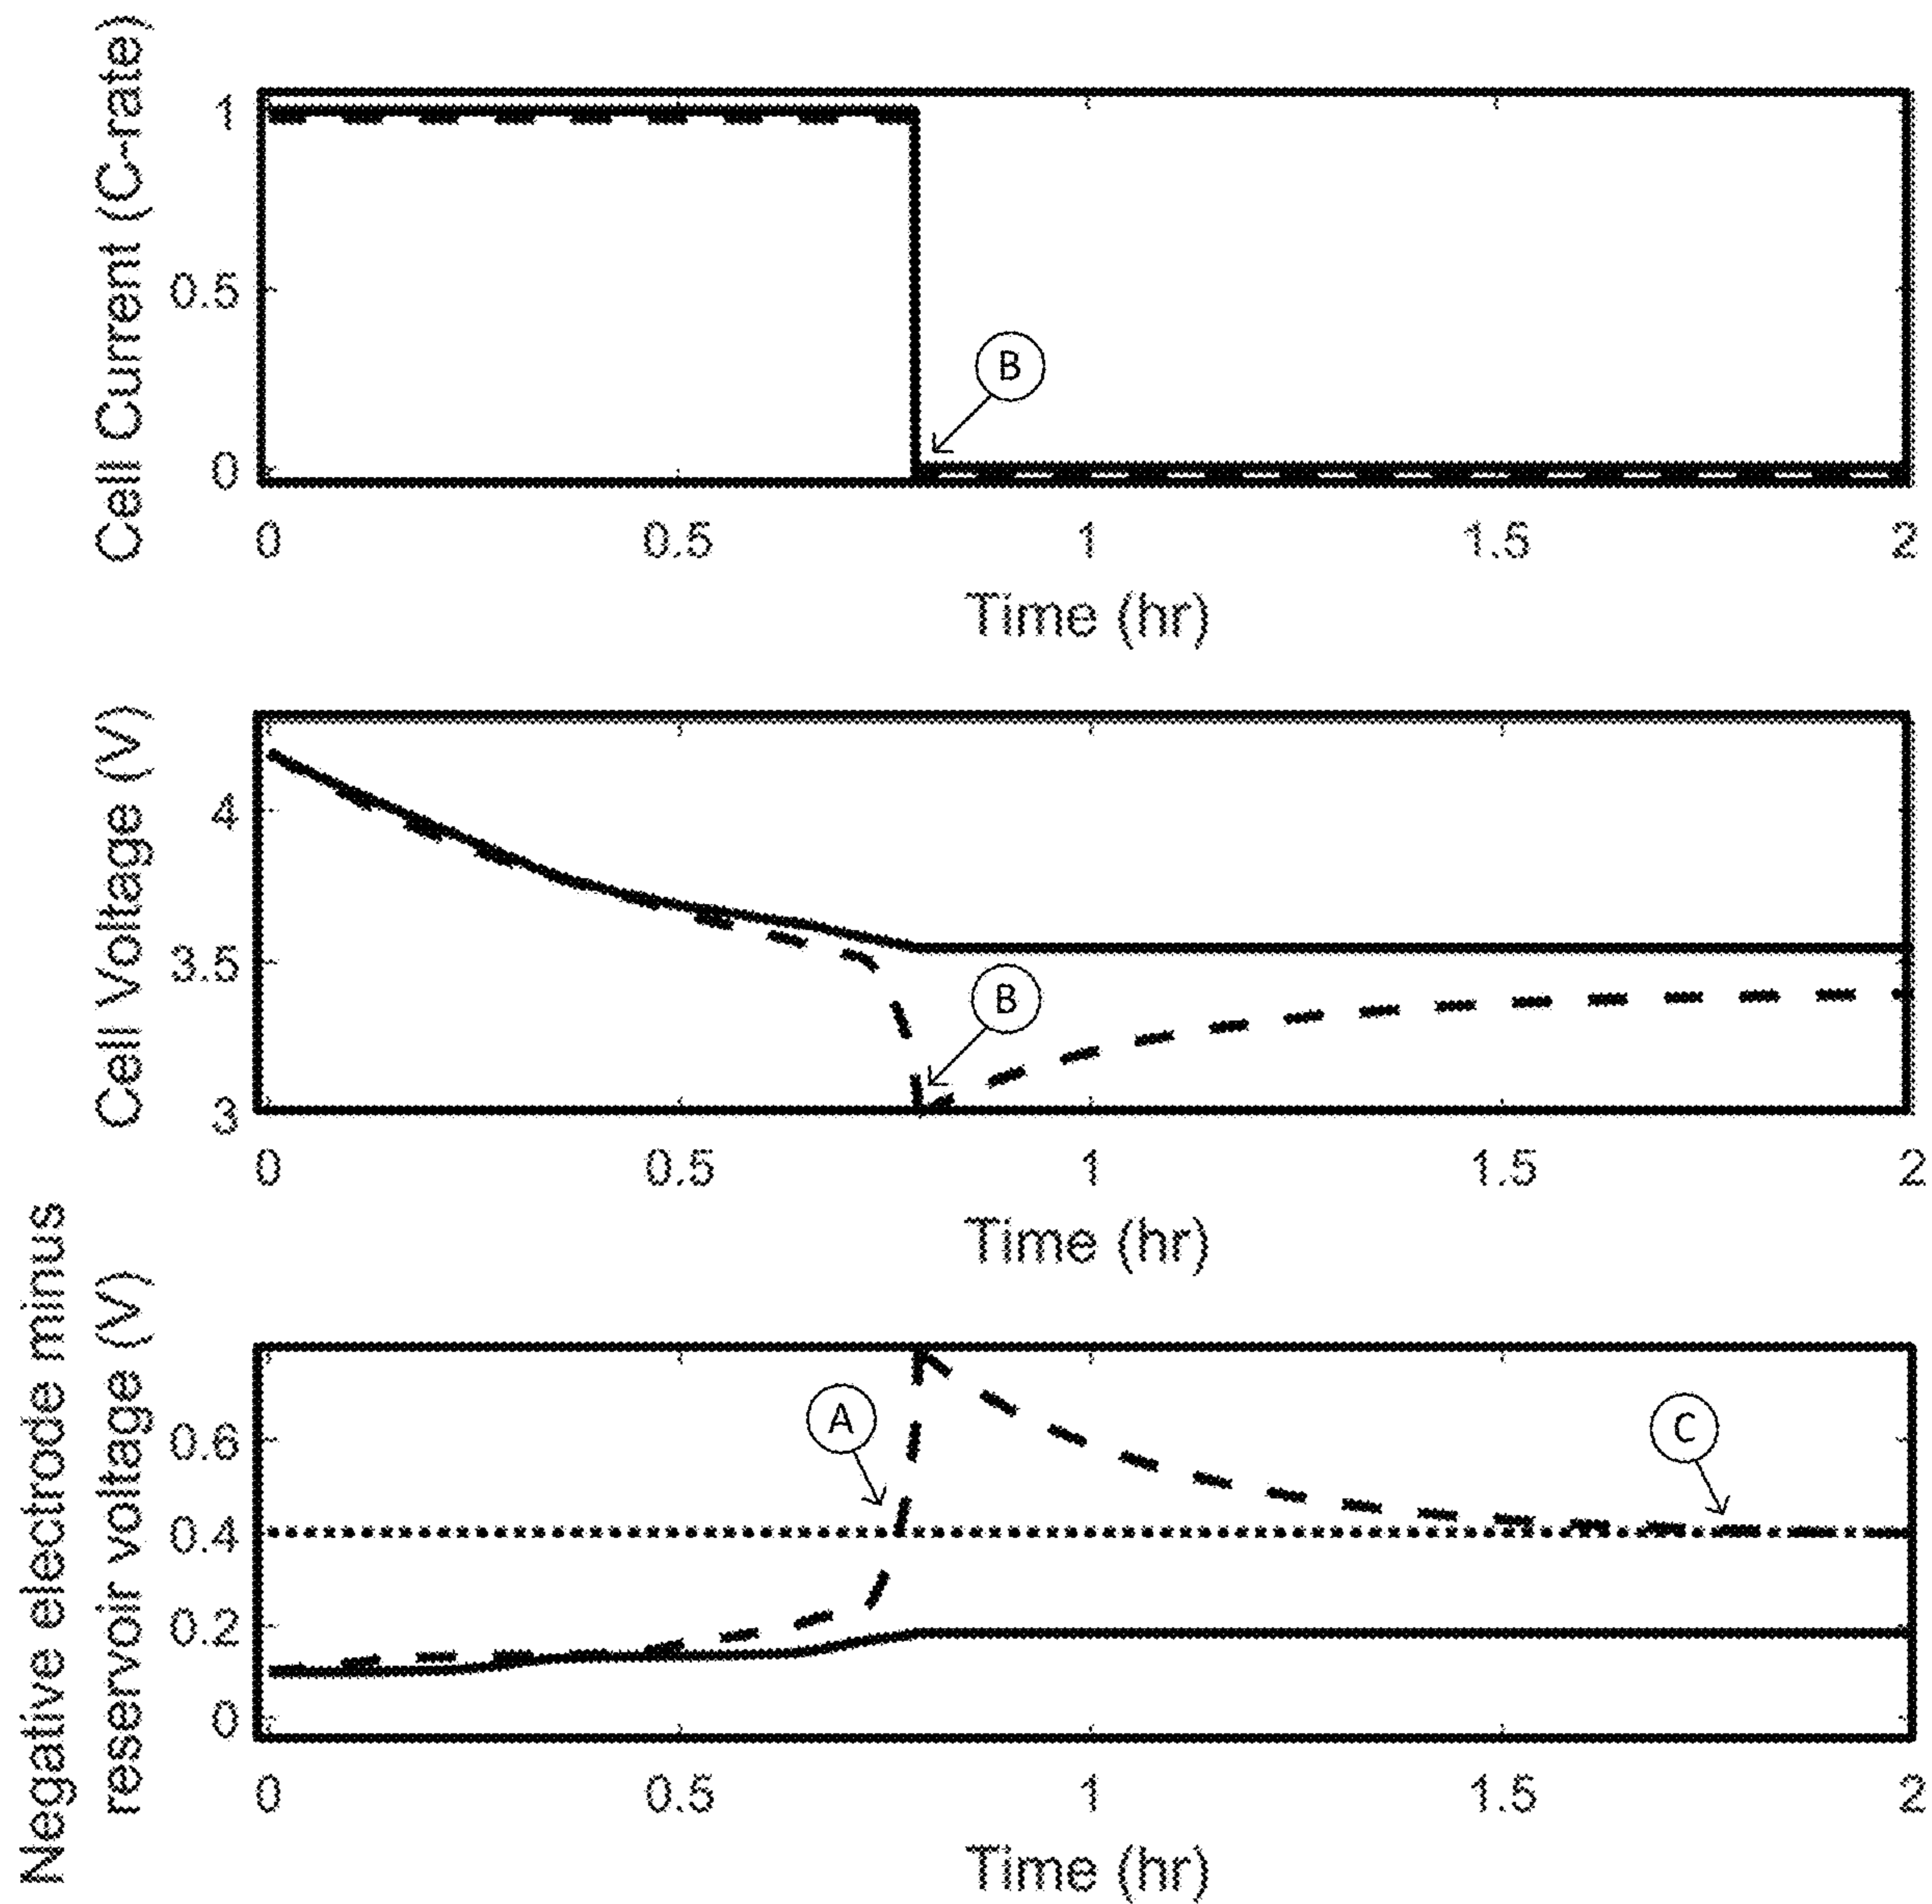 Cell Current (C-rate)
1
0.5
0
B
0
0.5
1
1.5
2
Time (hr)
Cell Voltage (V)
4
3.5
3
B
0
0.5
1
1.5
2
Time (hr)
Negative electrode minus
reservoir voltage (V)
0.6
0.4
0.2
0
A
C
0
0.5
1
1.5
2
Time (hr)